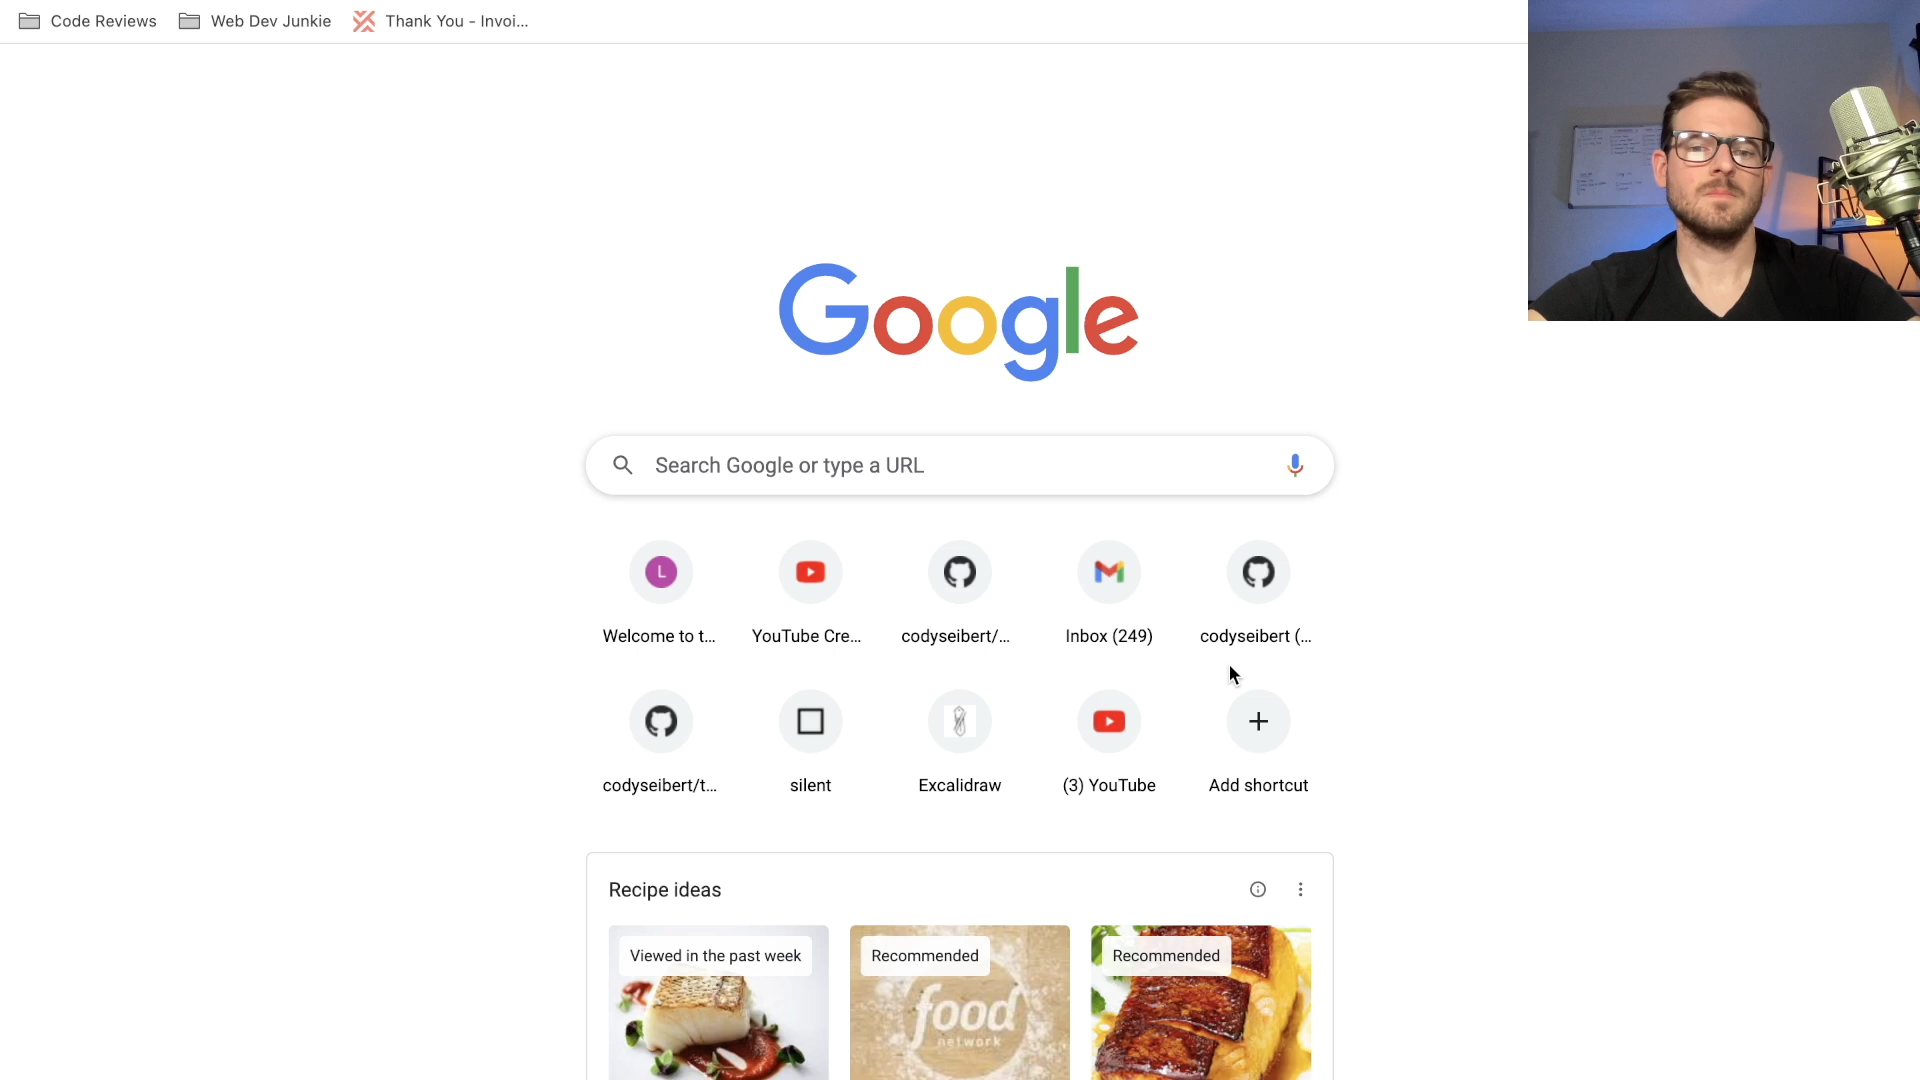 Code Reviews
Web Dev Junkie
Thank You - Invoi...
Google
Search Google or type a URL
L
Welcome to t...
YouTube Cre...
codyseibert/...
Inbox (249)
codyseibert (...
codyseibert/t...
silent
Excalidraw
(3) YouTube
Add shortcut
Recipe ideas
Viewed in the past week
Recommended
Recommended
food
network